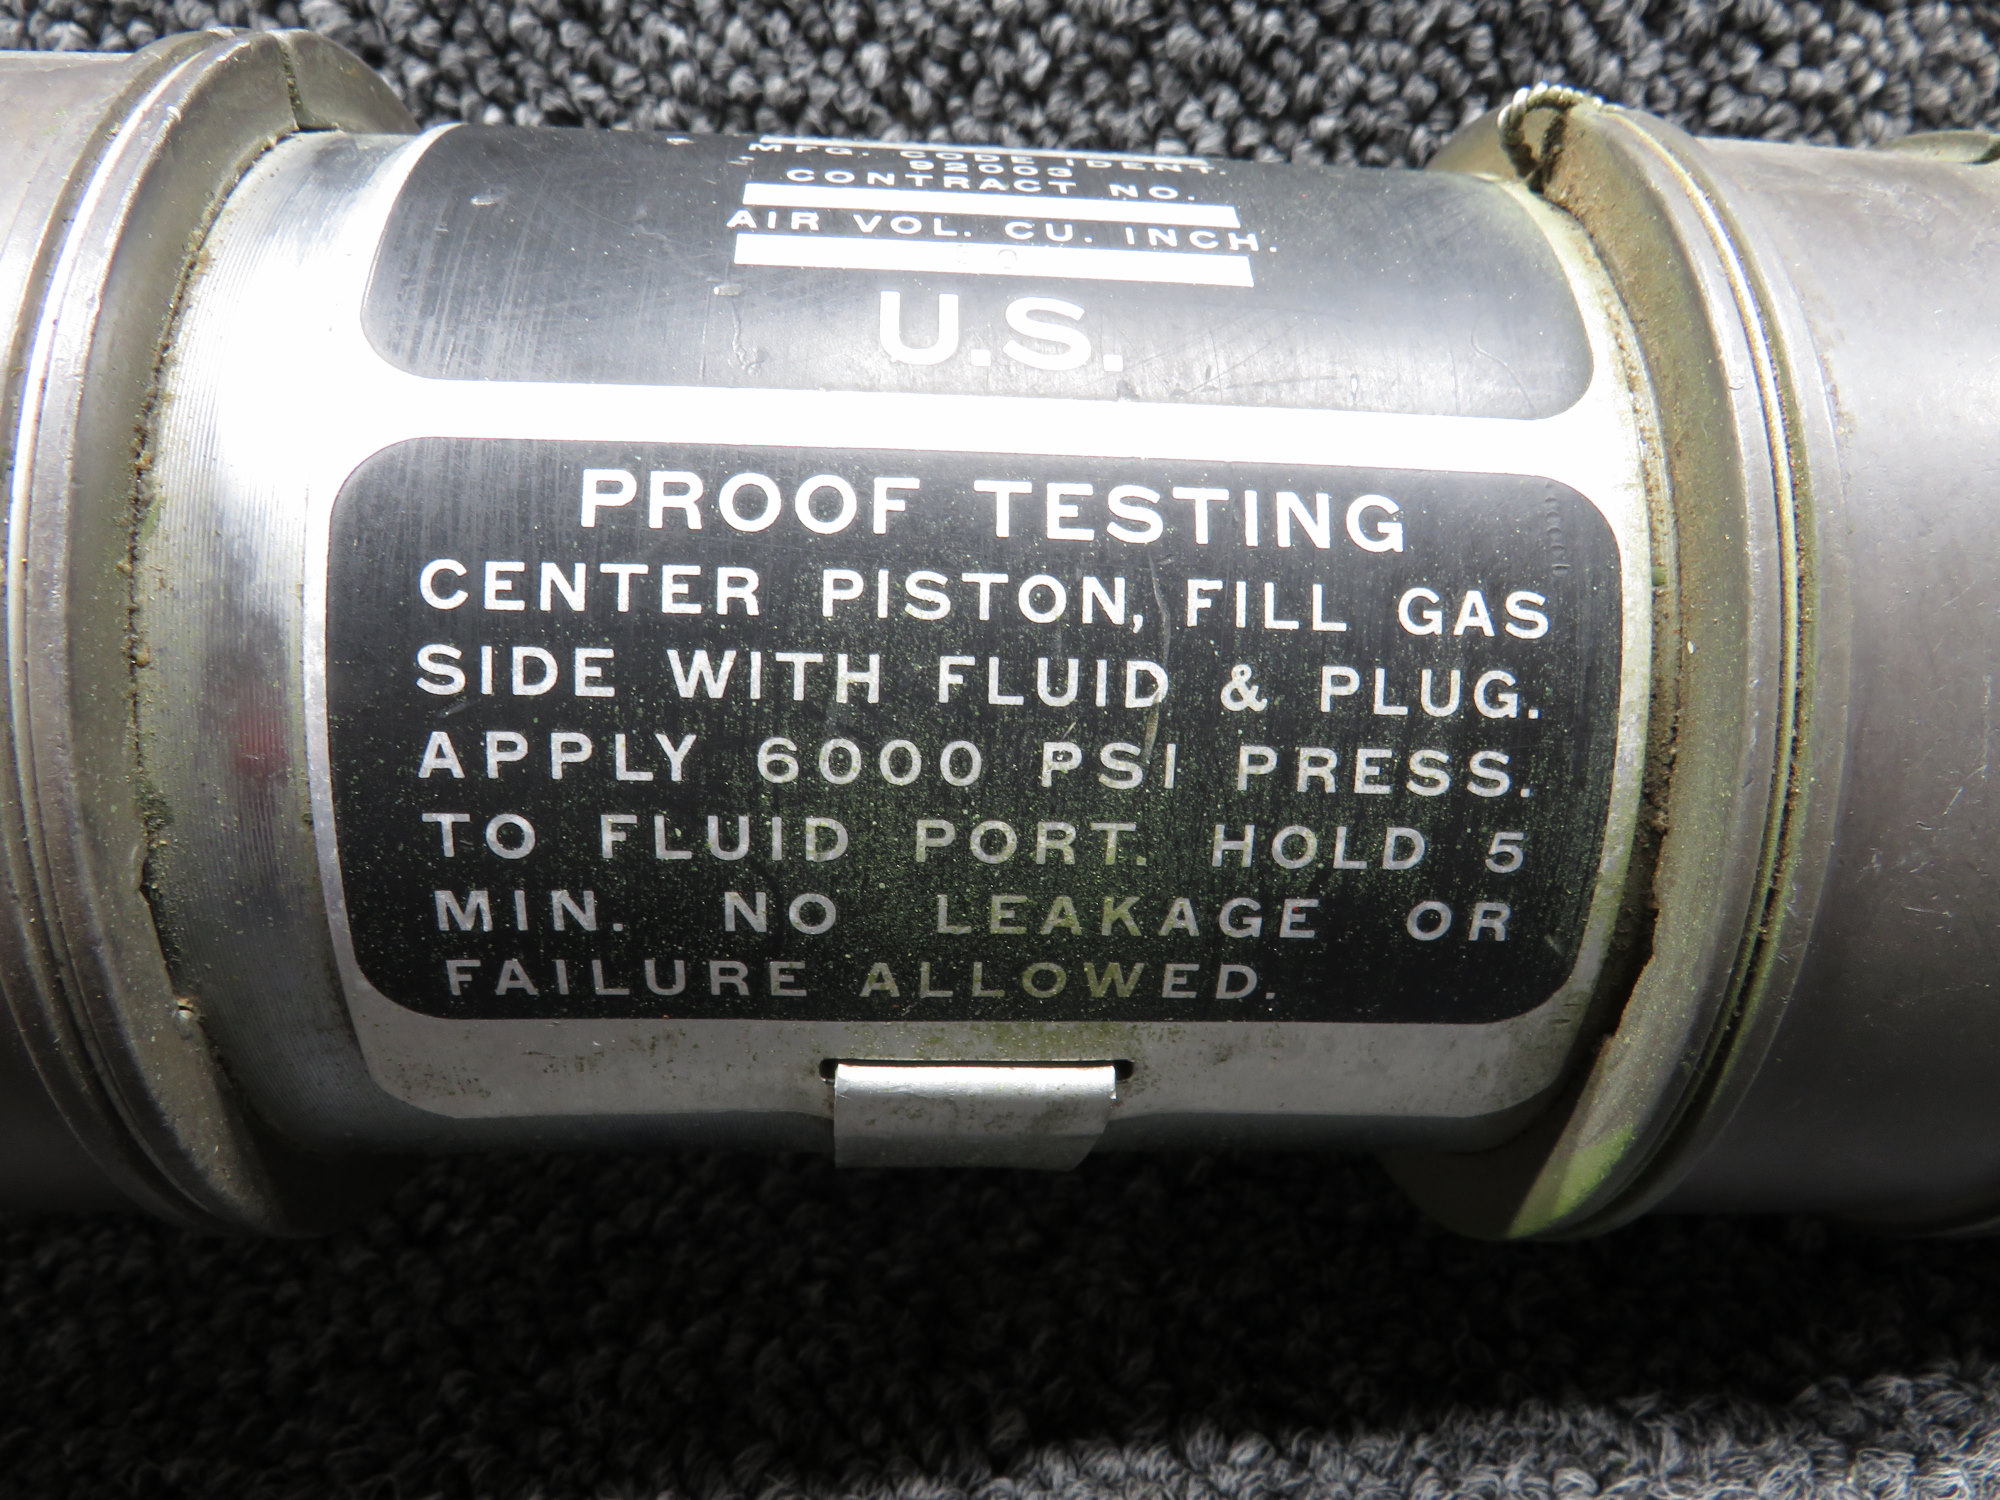 MFG. CODE IDENT.
92003
CONTRACT NO.
AIR VOL. CU. INCH.
U.S.
PROOF TESTING
CENTER PISTON, FILL GAS
SIDE WITH FLUID & PLUG.
APPLY 6000 PSI PRESS.
TO FLUID PORT. HOLD 5
MIN. NO LEAKAGE OR
FAILURE ALLOWED.